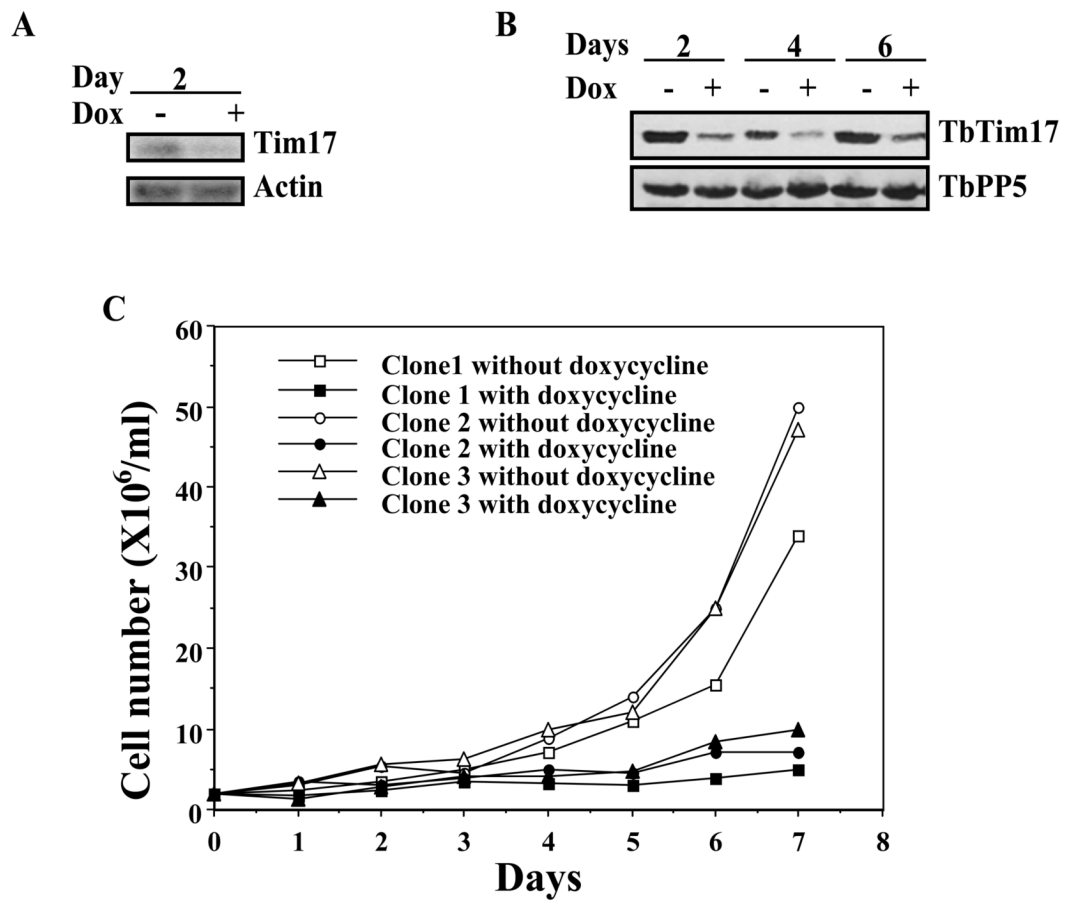 A
Day 2
Dox - +
Tim17
Actin
B
Days 2 4 6
Dox - + - + - +
TbTim17
TbPP5
C
Cell number (X10⁶/ml)
60
50
40
30
20
10
0
Clone1 without doxycycline
Clone 1 with doxycycline
Clone 2 without doxycycline
Clone 2 with doxycycline
Clone 3 without doxycycline
Clone 3 with doxycycline
0 1 2 3 4 5 6 7 8
Days